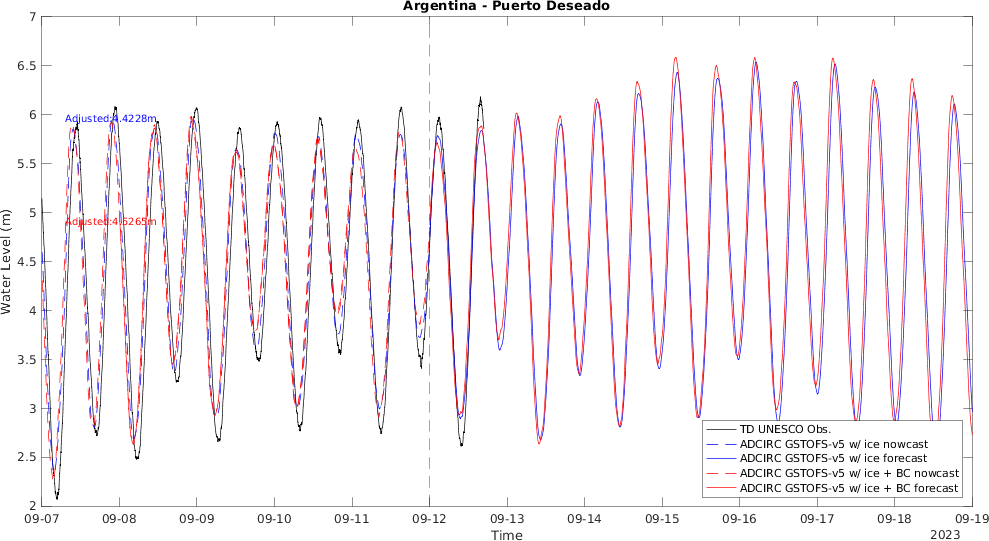 Argentina - Puerto Deseado
7
6.5
6
5.5
5
4.5
4
3.5
3
2.5
2
Water Level (m)
Adjusted:4.4228m
Adjusted:4.5265m
TD UNESCO Obs.
ADCIRC GSTOFS-v5 w/ ice nowcast
ADCIRC GSTOFS-v5 w/ ice forecast
ADCIRC GSTOFS-v5 w/ ice + BC nowcast
ADCIRC GSTOFS-v5 w/ ice + BC forecast
09-07 09-08 09-09 09-10 09-11 09-12 09-13 09-14 09-15 09-16 09-17 09-18 09-19
Time
2023